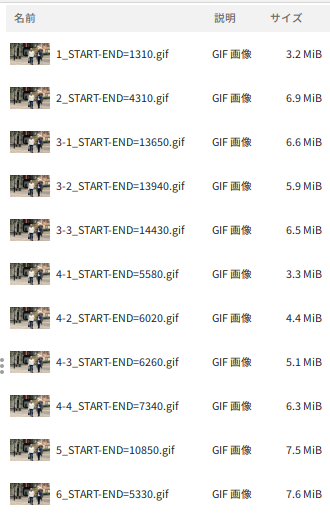 名前 説明 サイズ
1_START-END=1310.gif GIF 画像 3.2 MiB
2_START-END=4310.gif GIF 画像 6.9 MiB
3-1_START-END=13650.gif GIF 画像 6.6 MiB
3-2_START-END=13940.gif GIF 画像 5.9 MiB
3-3_START-END=14430.gif GIF 画像 6.5 MiB
4-1_START-END=5580.gif GIF 画像 3.3 MiB
4-2_START-END=6020.gif GIF 画像 4.4 MiB
4-3_START-END=6260.gif GIF 画像 5.1 MiB
4-4_START-END=7340.gif GIF 画像 6.3 MiB
5_START-END=10850.gif GIF 画像 7.5 MiB
6_START-END=5330.gif GIF 画像 7.6 MiB